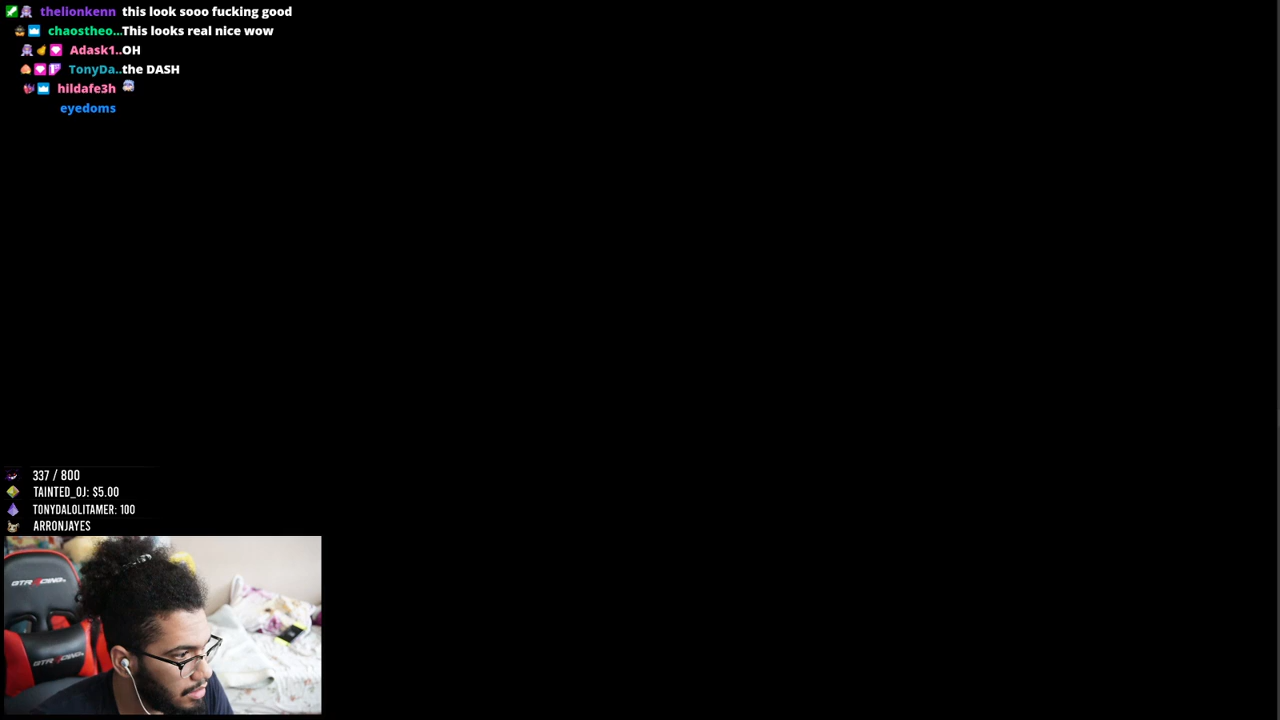 thelionkenn this look sooo fucking good
chaostheo...This looks real nice wow
Adask1..OH
TonyDa..the DASH
hildafe3h
eyedoms
337 / 800
TAINTED_OJ: $5.00
TONYDALOLITAMER: 100
ARRONJAYES